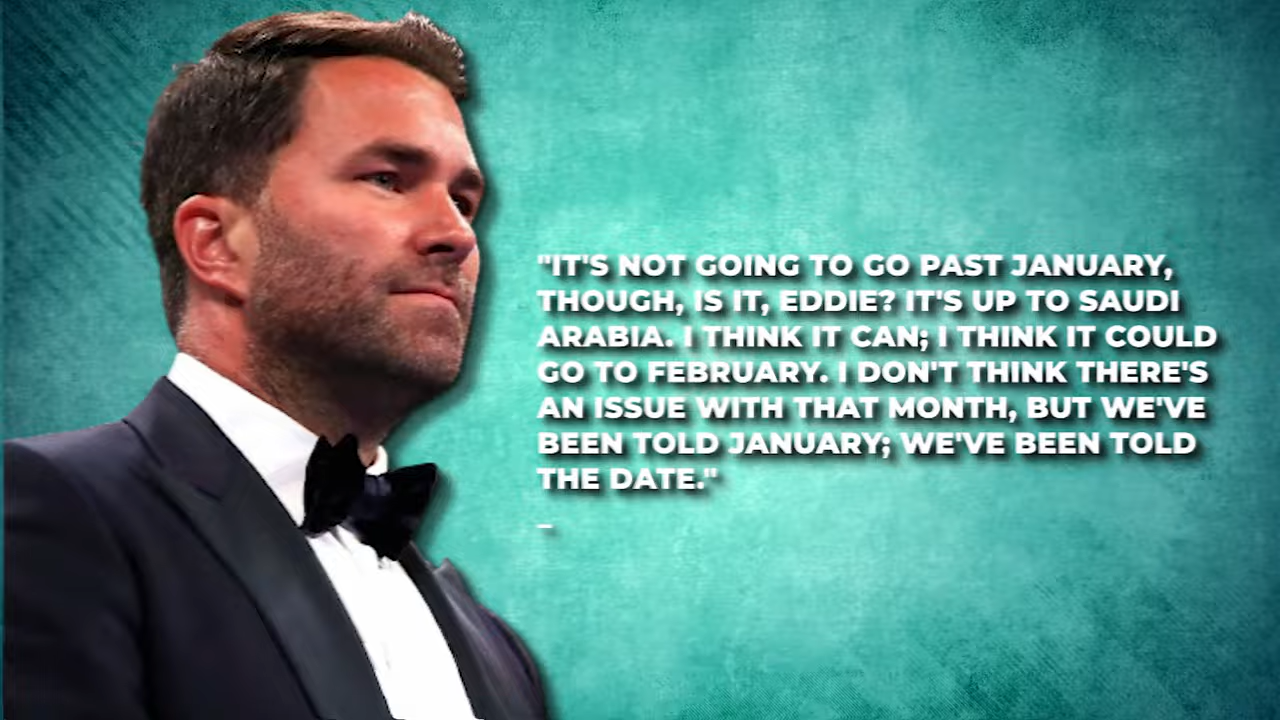 "IT'S NOT GOING TO GO PAST JANUARY,
THOUGH, IS IT, EDDIE? IT'S UP TO SAUDI
ARABIA. I THINK IT CAN; I THINK IT COULD
GO TO FEBRUARY. I DON'T THINK THERE'S
AN ISSUE WITH THAT MONTH, BUT WE'VE
BEEN TOLD JANUARY; WE'VE BEEN TOLD
THE DATE."
–